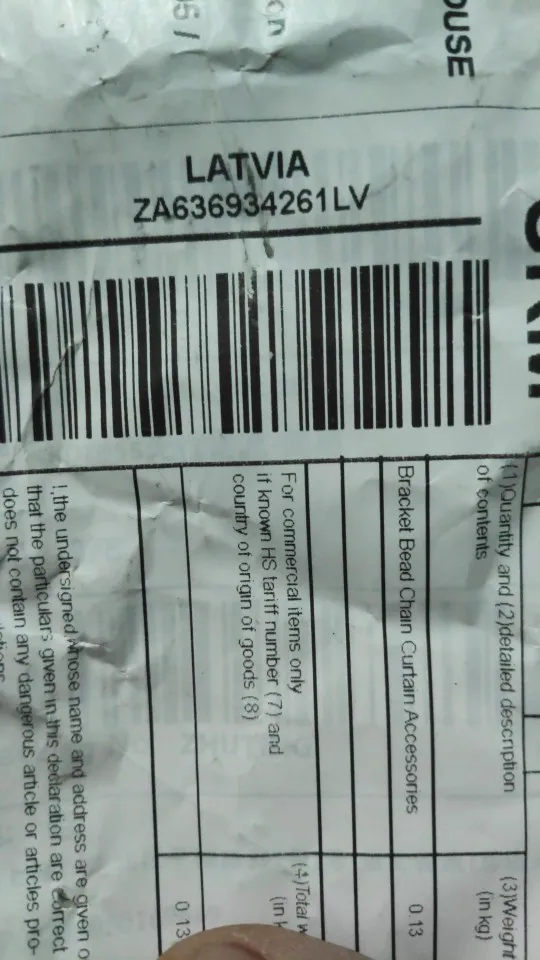 OUSE
LATVIA
ZA636934261LV
(1)Quantity and (2)detailed description
of contents
(3)Weight
(in kg)
Bracket Bead Chain Curtain Accessories
0.13
For commercial items only
if known HS tariff number (7) and
country of origin of goods (8)
(4)Total w
(in k
0.13
I,the undersigned whose name and address are given o
that the particulars given in this declaration are correct
does not contain any dangerous article or articles pro-